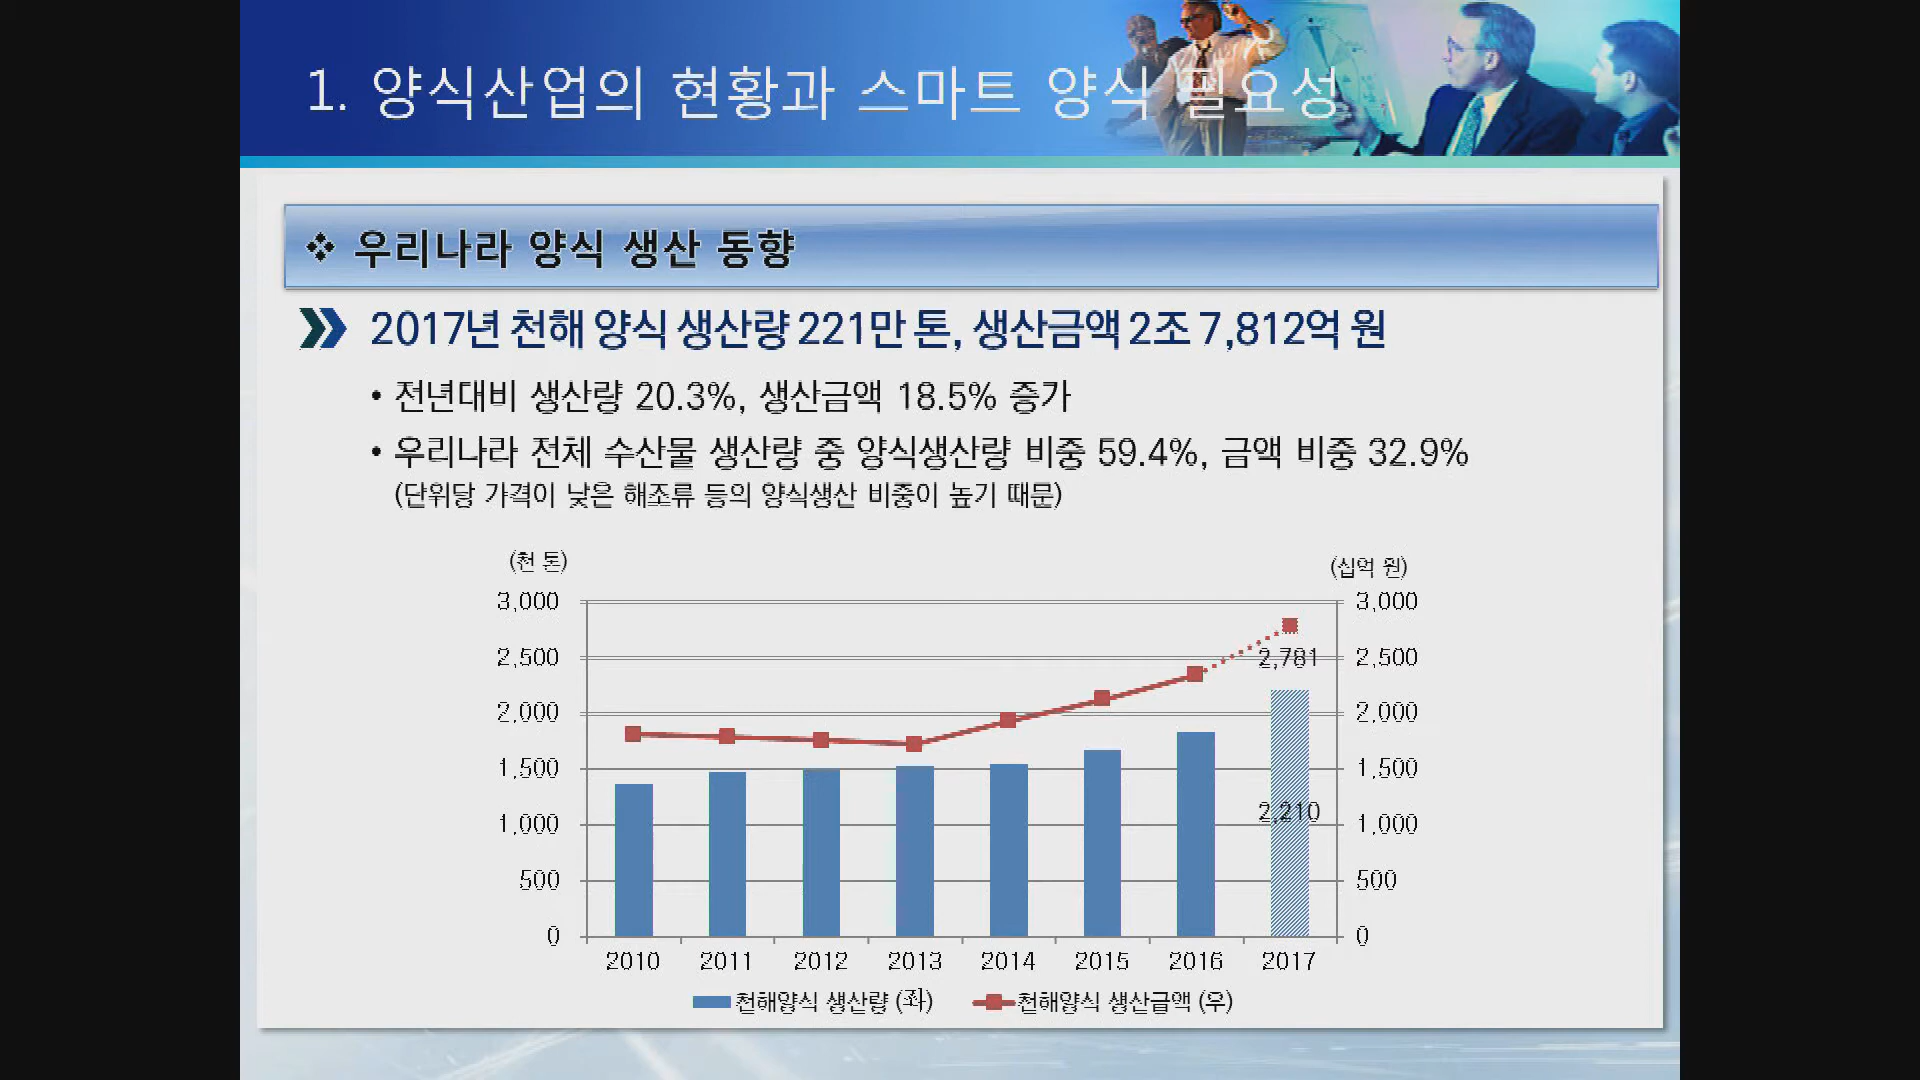 1. 양식산업의 현황과 스마트 양식 필요성
❖ 우리나라 양식 생산 동향
2017년 천해 양식 생산량 221만 톤, 생산금액 2조 7,812억 원
• 전년대비 생산량 20.3%, 생산금액 18.5% 증가
• 우리나라 전체 수산물 생산량 중 양식생산량 비중 59.4%, 금액 비중 32.9%
(단위당 가격이 낮은 해조류 등의 양식생산 비중이 높기 때문)
(천 톤) (십억 원)
3,000 3,000
2,500 2,781 2,500
2,000 2,000
1,500 1,500
2,210
1,000 1,000
500 500
0 0
2010 2011 2012 2013 2014 2015 2016 2017
천해양식 생산량 (좌) 천해양식 생산금액 (우)